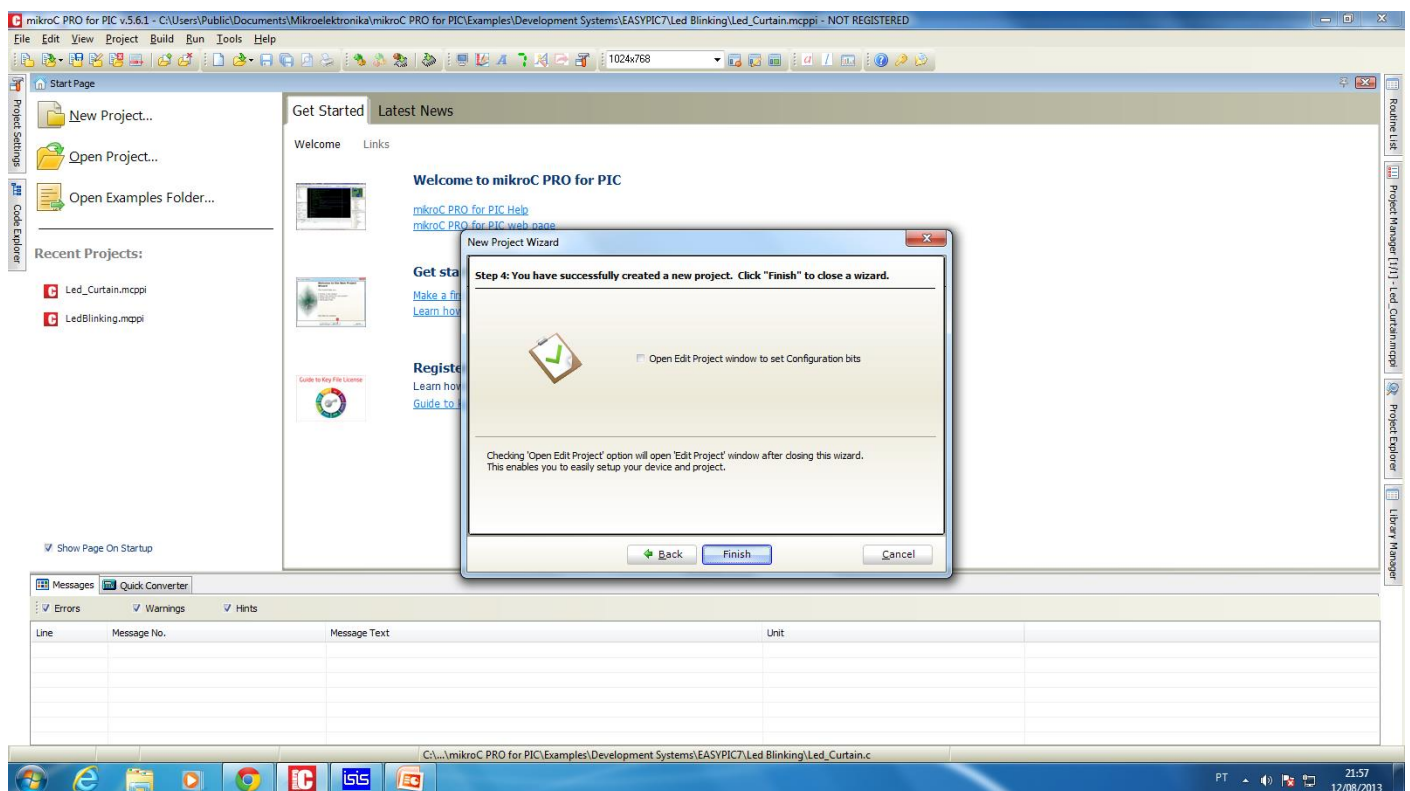 mikroC PRO for PIC v.5.6.1 - C:\Users\Public\Documents\Mikroelektronika\mikroC PRO for PIC\Examples\Development Systems\EASYPIC7\Led Blinking\Led_Curtain.mcppi - NOT REGISTERED
File Edit View Project Build Run Tools Help
1024x768
Start Page
Project Settings
Code Explorer
New Project...
Open Project...
Open Examples Folder...
Recent Projects:
Led_Curtain.mcppi
LedBlinking.mcppi
Show Page On Startup
Get Started Latest News
Welcome Links
Welcome to mikroC PRO for PIC
mikroC PRO for PIC Help
mikroC PRO for PIC web page
Get sta
Make a fir
Learn how
Guide to Key File License
Registe
Learn how
Guide to
New Project Wizard
Step 4: You have successfully created a new project. Click "Finish" to close a wizard.
Open Edit Project window to set Configuration bits
Checking 'Open Edit Project' option will open 'Edit Project' window after closing this wizard.
This enables you to easily setup your device and project.
Back Finish Cancel
Routine List
Project Manager [1/1] - Led_Curtain.mcppi
Project Explorer
Library Manager
Messages Quick Converter
Errors Warnings Hints
Line Message No. Message Text Unit
C:\...\mikroC PRO for PIC\Examples\Development Systems\EASYPIC7\Led Blinking\Led_Curtain.c
isis
PT
21:57
12/08/2013